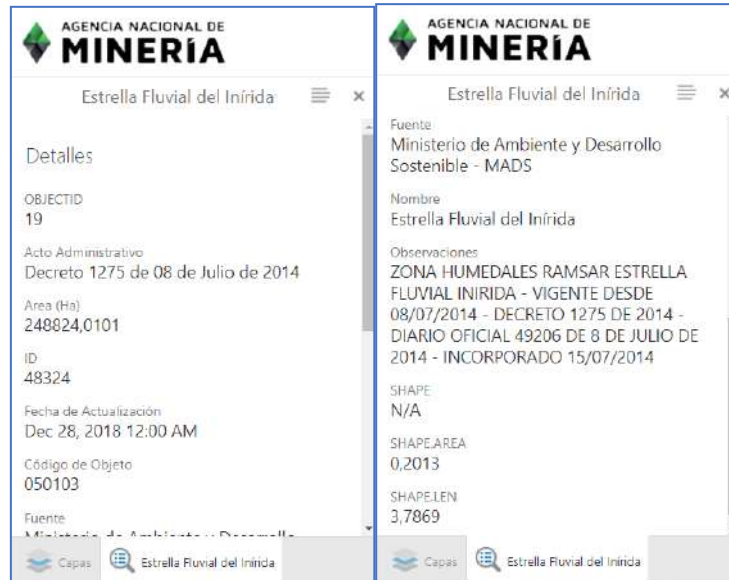 AGENCIA NACIONAL DE
MINERÍA
Estrella Fluvial del Inírida
Detalles
OBJECTID
19
Acto Administrativo
Decreto 1275 de 08 de Julio de 2014
Area (Ha)
248824,0101
ID
48324
Fecha de Actualización
Dec 28, 2018 12:00 AM
Código de Objeto
050103
Fuente
Ministerio de Ambiente y Desarrollo
Capas
Estrella Fluvial del Inírida
AGENCIA NACIONAL DE
MINERÍA
Estrella Fluvial del Inírida
Fuente
Ministerio de Ambiente y Desarrollo
Sostenible - MADS
Nombre
Estrella Fluvial del Inírida
Observaciones
ZONA HUMEDALES RAMSAR ESTRELLA
FLUVIAL INIRIDA - VIGENTE DESDE
08/07/2014 - DECRETO 1275 DE 2014 -
DIARIO OFICIAL 49206 DE 8 DE JULIO DE
2014 - INCORPORADO 15/07/2014
SHAPE
N/A
SHAPE.AREA
0,2013
SHAPE.LEN
3,7869
Capas
Estrella Fluvial del Inírida